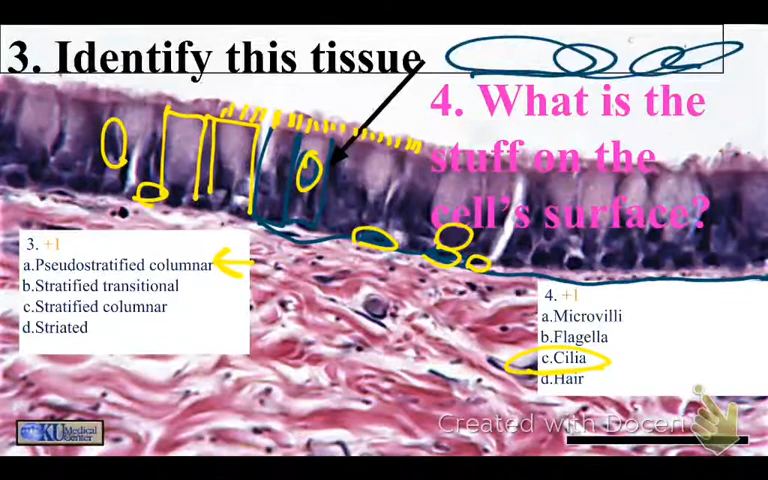 3. Identify this tissue
4. What is the
stuff on the
cell's surface?
3. +1
a.Pseudostratified columnar
b.Stratified transitional
c.Stratified columnar
d.Striated
4. +1
a.Microvilli
b.Flagella
c.Cilia
d.Hair
KU Medical
Center
Created with Doceri